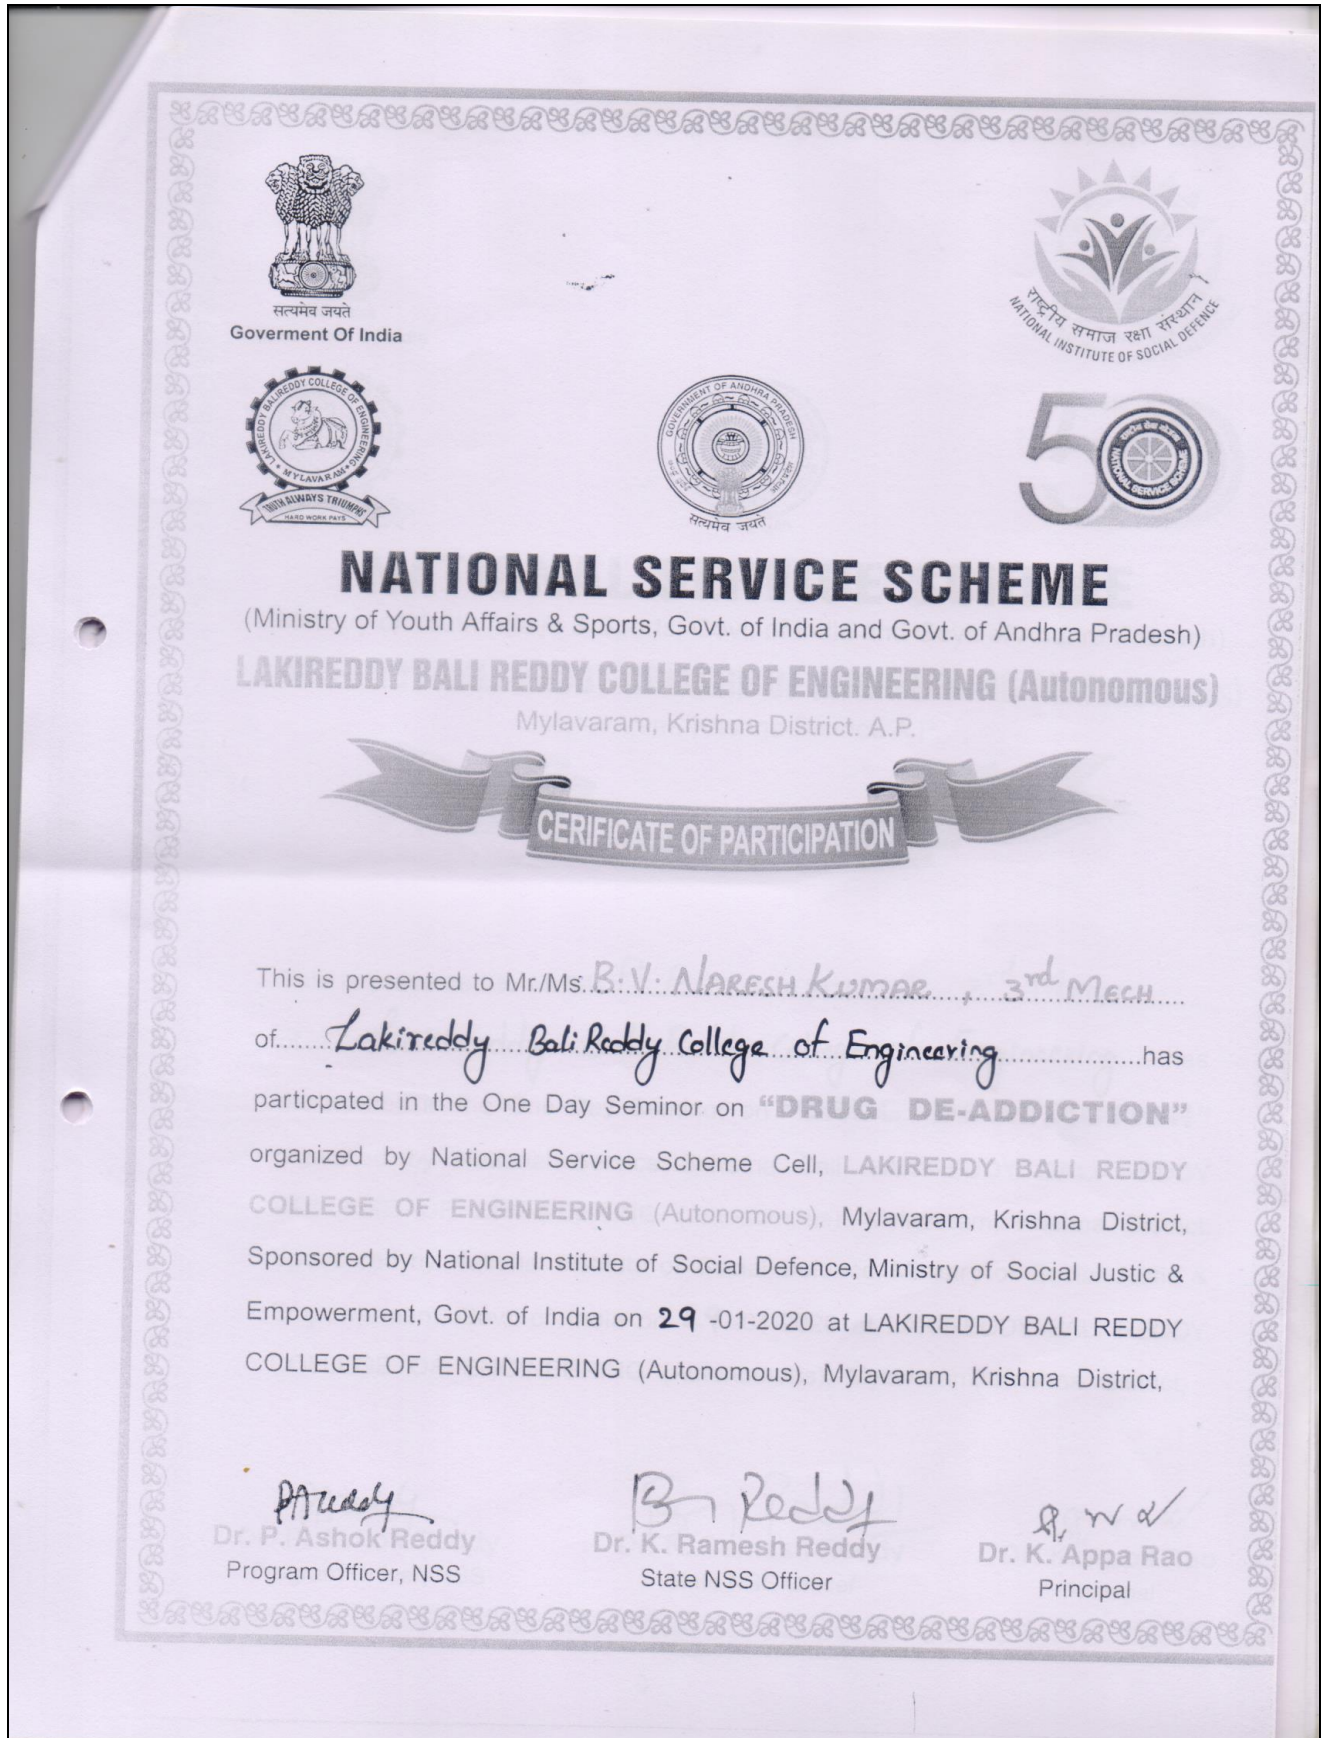 सत्यमेव जयते
Goverment Of India
राष्ट्रीय समाज रक्षा संस्थान
NATIONAL INSTITUTE OF SOCIAL DEFENCE
LAKIREDDY BALIREDDY COLLEGE OF ENGINEERING
* MYLAVARAM *
TRUTH ALWAYS TRIUMPHS
HARD WORK PAYS
GOVERNMENT OF ANDHRA PRADESH
सत्यमेव जयते
50
NATIONAL SERVICE SCHEME
NATIONAL SERVICE SCHEME
(Ministry of Youth Affairs & Sports, Govt. of India and Govt. of Andhra Pradesh)
LAKIREDDY BALI REDDY COLLEGE OF ENGINEERING (Autonomous)
Mylavaram, Krishna District. A.P.
CERIFICATE OF PARTICIPATION
This is presented to Mr./Ms. B.V. NARESH KUMAR, 3rd MECH
of Lakireddy Bali Reddy College of Engineering has
particpated in the One Day Seminor on “DRUG DE-ADDICTION”
organized by National Service Scheme Cell, LAKIREDDY BALI REDDY
COLLEGE OF ENGINEERING (Autonomous), Mylavaram, Krishna District,
Sponsored by National Institute of Social Defence, Ministry of Social Justic &
Empowerment, Govt. of India on 29 -01-2020 at LAKIREDDY BALI REDDY
COLLEGE OF ENGINEERING (Autonomous), Mylavaram, Krishna District,
PAreddy
Reddy
Dr. P. Ashok Reddy
Dr. K. Ramesh Reddy
Dr. K. Appa Rao
Program Officer, NSS
State NSS Officer
Principal